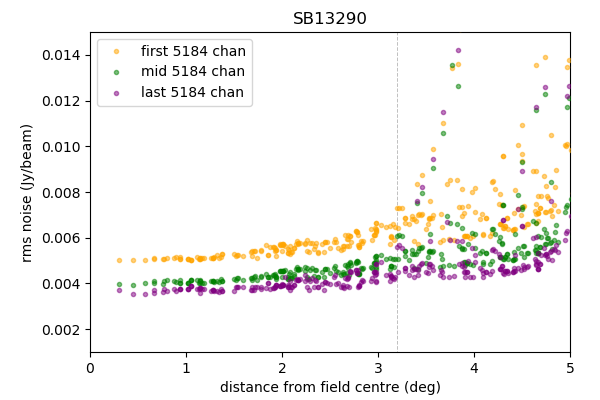 SB13290
first 5184 chan
mid 5184 chan
last 5184 chan
rms noise (Jy/beam)
0.014
0.012
0.010
0.008
0.006
0.004
0.002
0 1 2 3 4 5
distance from field centre (deg)